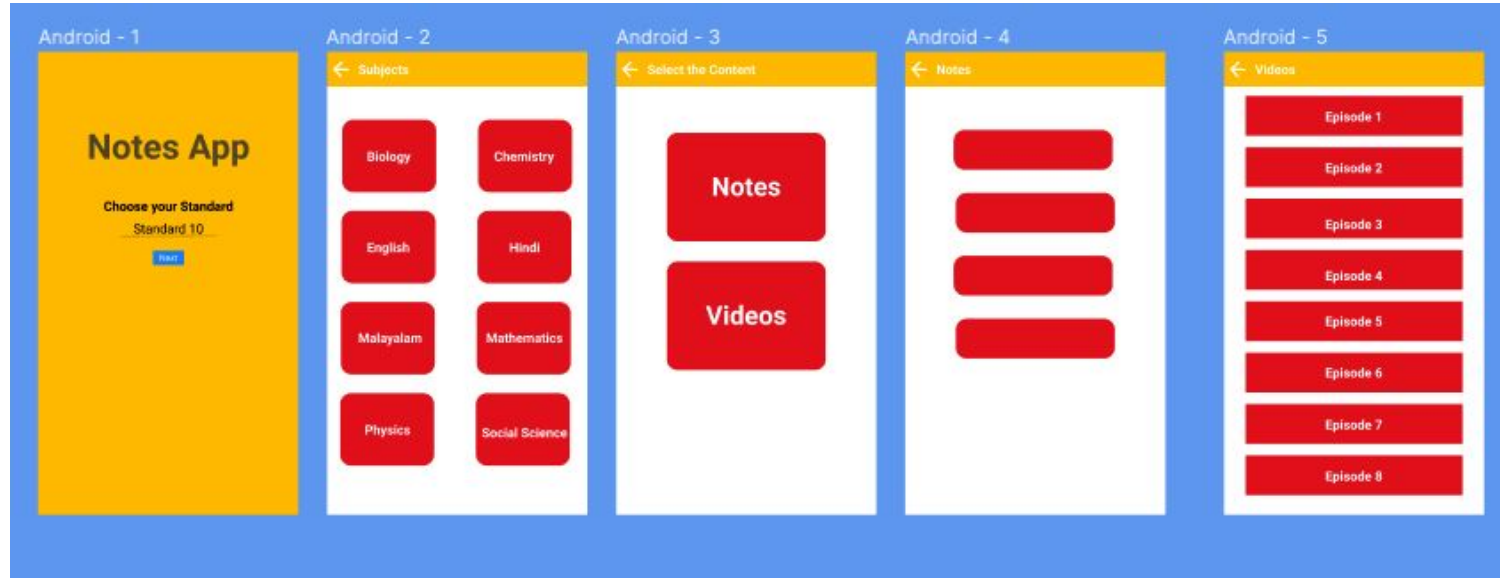 Android - 1
Notes App
Choose your Standard
Standard 10
Next
Android - 2
Subjects
Biology
Chemistry
English
Hindi
Malayalam
Mathematics
Physics
Social Science
Android - 3
Select the Content
Notes
Videos
Android - 4
Notes
Android - 5
Videos
Episode 1
Episode 2
Episode 3
Episode 4
Episode 5
Episode 6
Episode 7
Episode 8